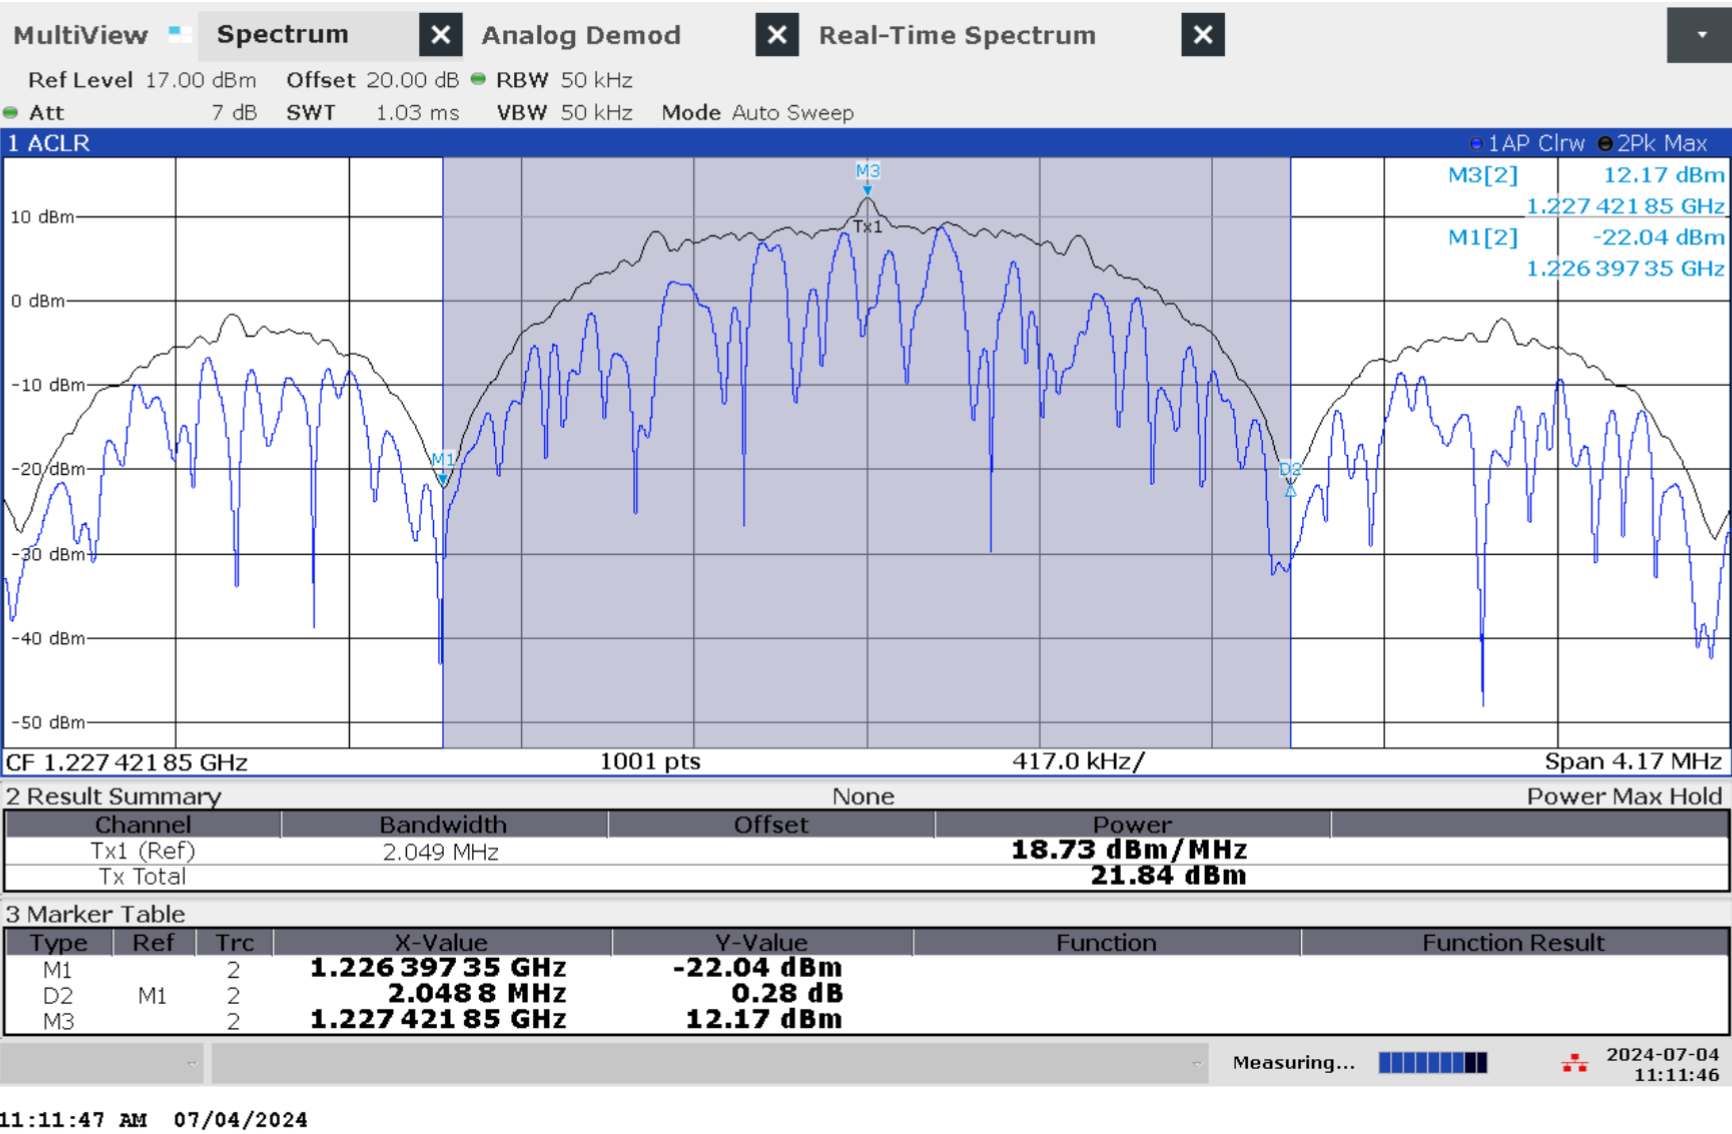 MultiView Spectrum Analog Demod Real-Time Spectrum
Ref Level 17.00 dBm Offset 20.00 dB RBW 50 kHz
Att 7 dB SWT 1.03 ms VBW 50 kHz Mode Auto Sweep
1 ACLR 1AP Clrw 2Pk Max
M3[2] 12.17 dBm
1.227 421 85 GHz
M1[2] -22.04 dBm
1.226 397 35 GHz
M3
Tx1
10 dBm
0 dBm
-10 dBm
M1
D2
-20 dBm
-30 dBm
-40 dBm
-50 dBm
CF 1.227 421 85 GHz 1001 pts 417.0 kHz/ Span 4.17 MHz
2 Result Summary None Power Max Hold
Channel Bandwidth Offset Power
Tx1 (Ref) 2.049 MHz 18.73 dBm/MHz
Tx Total 21.84 dBm
3 Marker Table
Type Ref Trc X-Value Y-Value Function Function Result
M1 2 1.226 397 35 GHz -22.04 dBm
D2 M1 2 2.048 8 MHz 0.28 dB
M3 2 1.227 421 85 GHz 12.17 dBm
Measuring... 2024-07-04
11:11:46
11:11:47 AM 07/04/2024